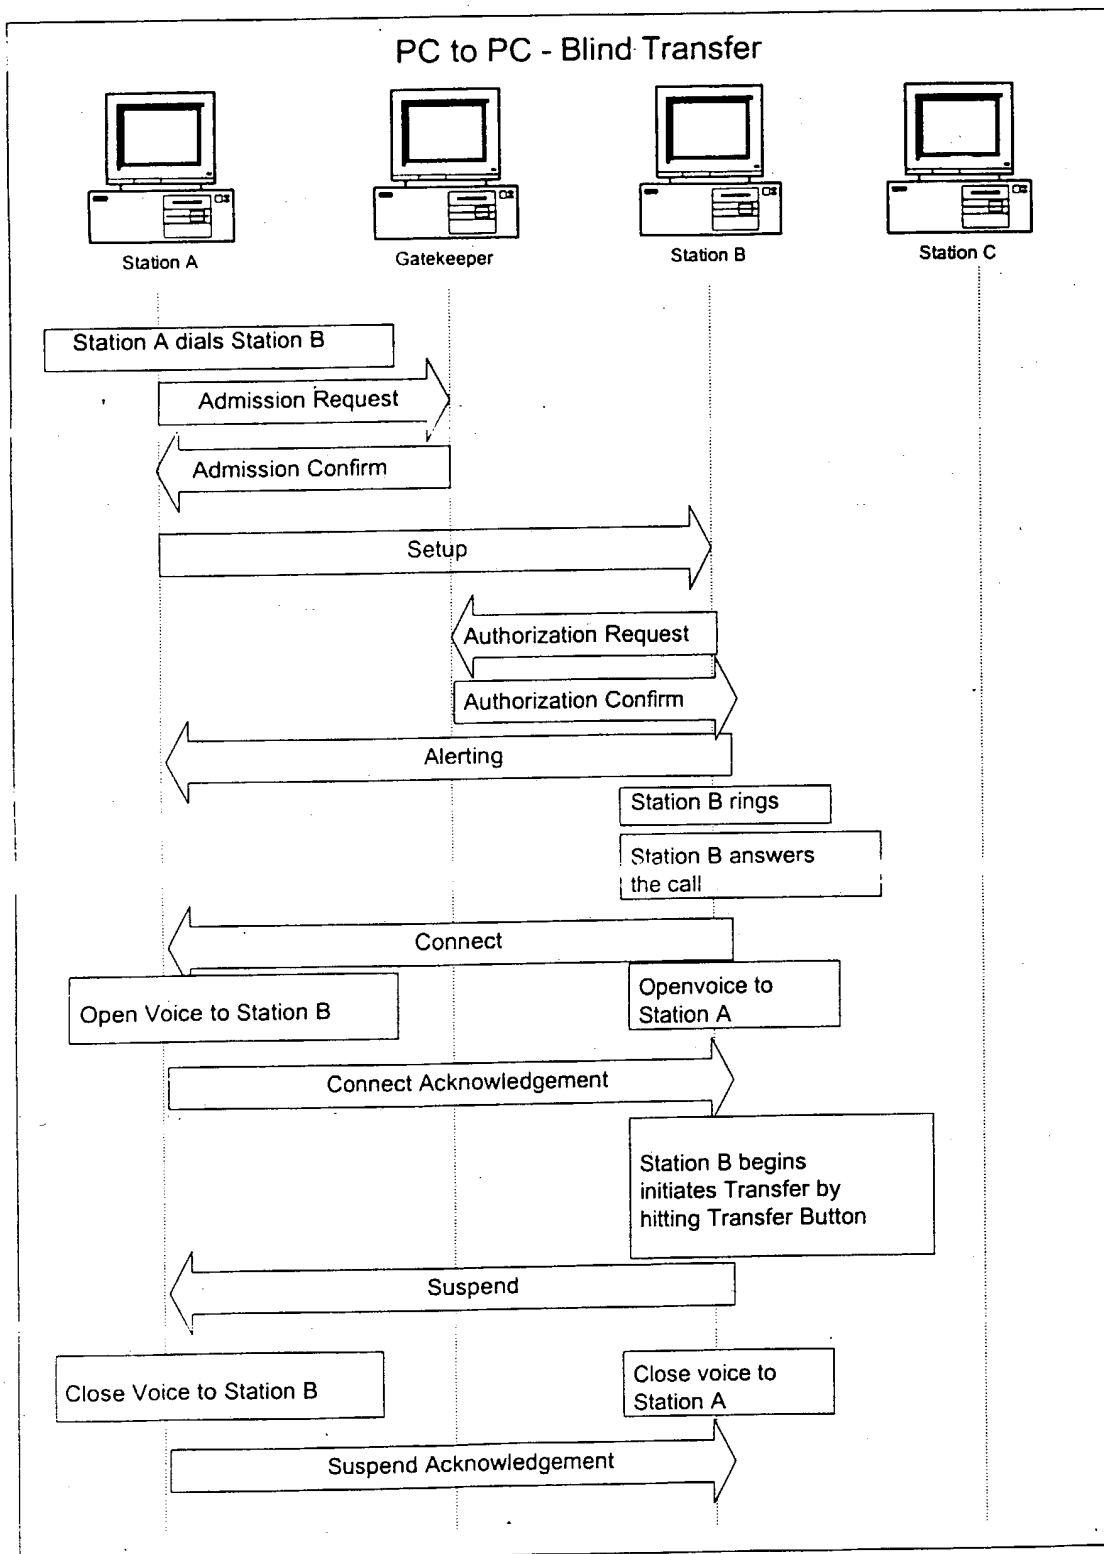 PC to PC - Blind Transfer
Station A
Gatekeeper
Station B
Station C
Station A dials Station B
Admission Request
Admission Confirm
Setup
Authorization Request
Authorization Confirm
Alerting
Station B rings
Station B answers
the call
Connect
Open Voice to Station B
Openvoice to
Station A
Connect Acknowledgement
Station B begins
initiates Transfer by
hitting Transfer Button
Suspend
Close Voice to Station B
Close voice to
Station A
Suspend Acknowledgement